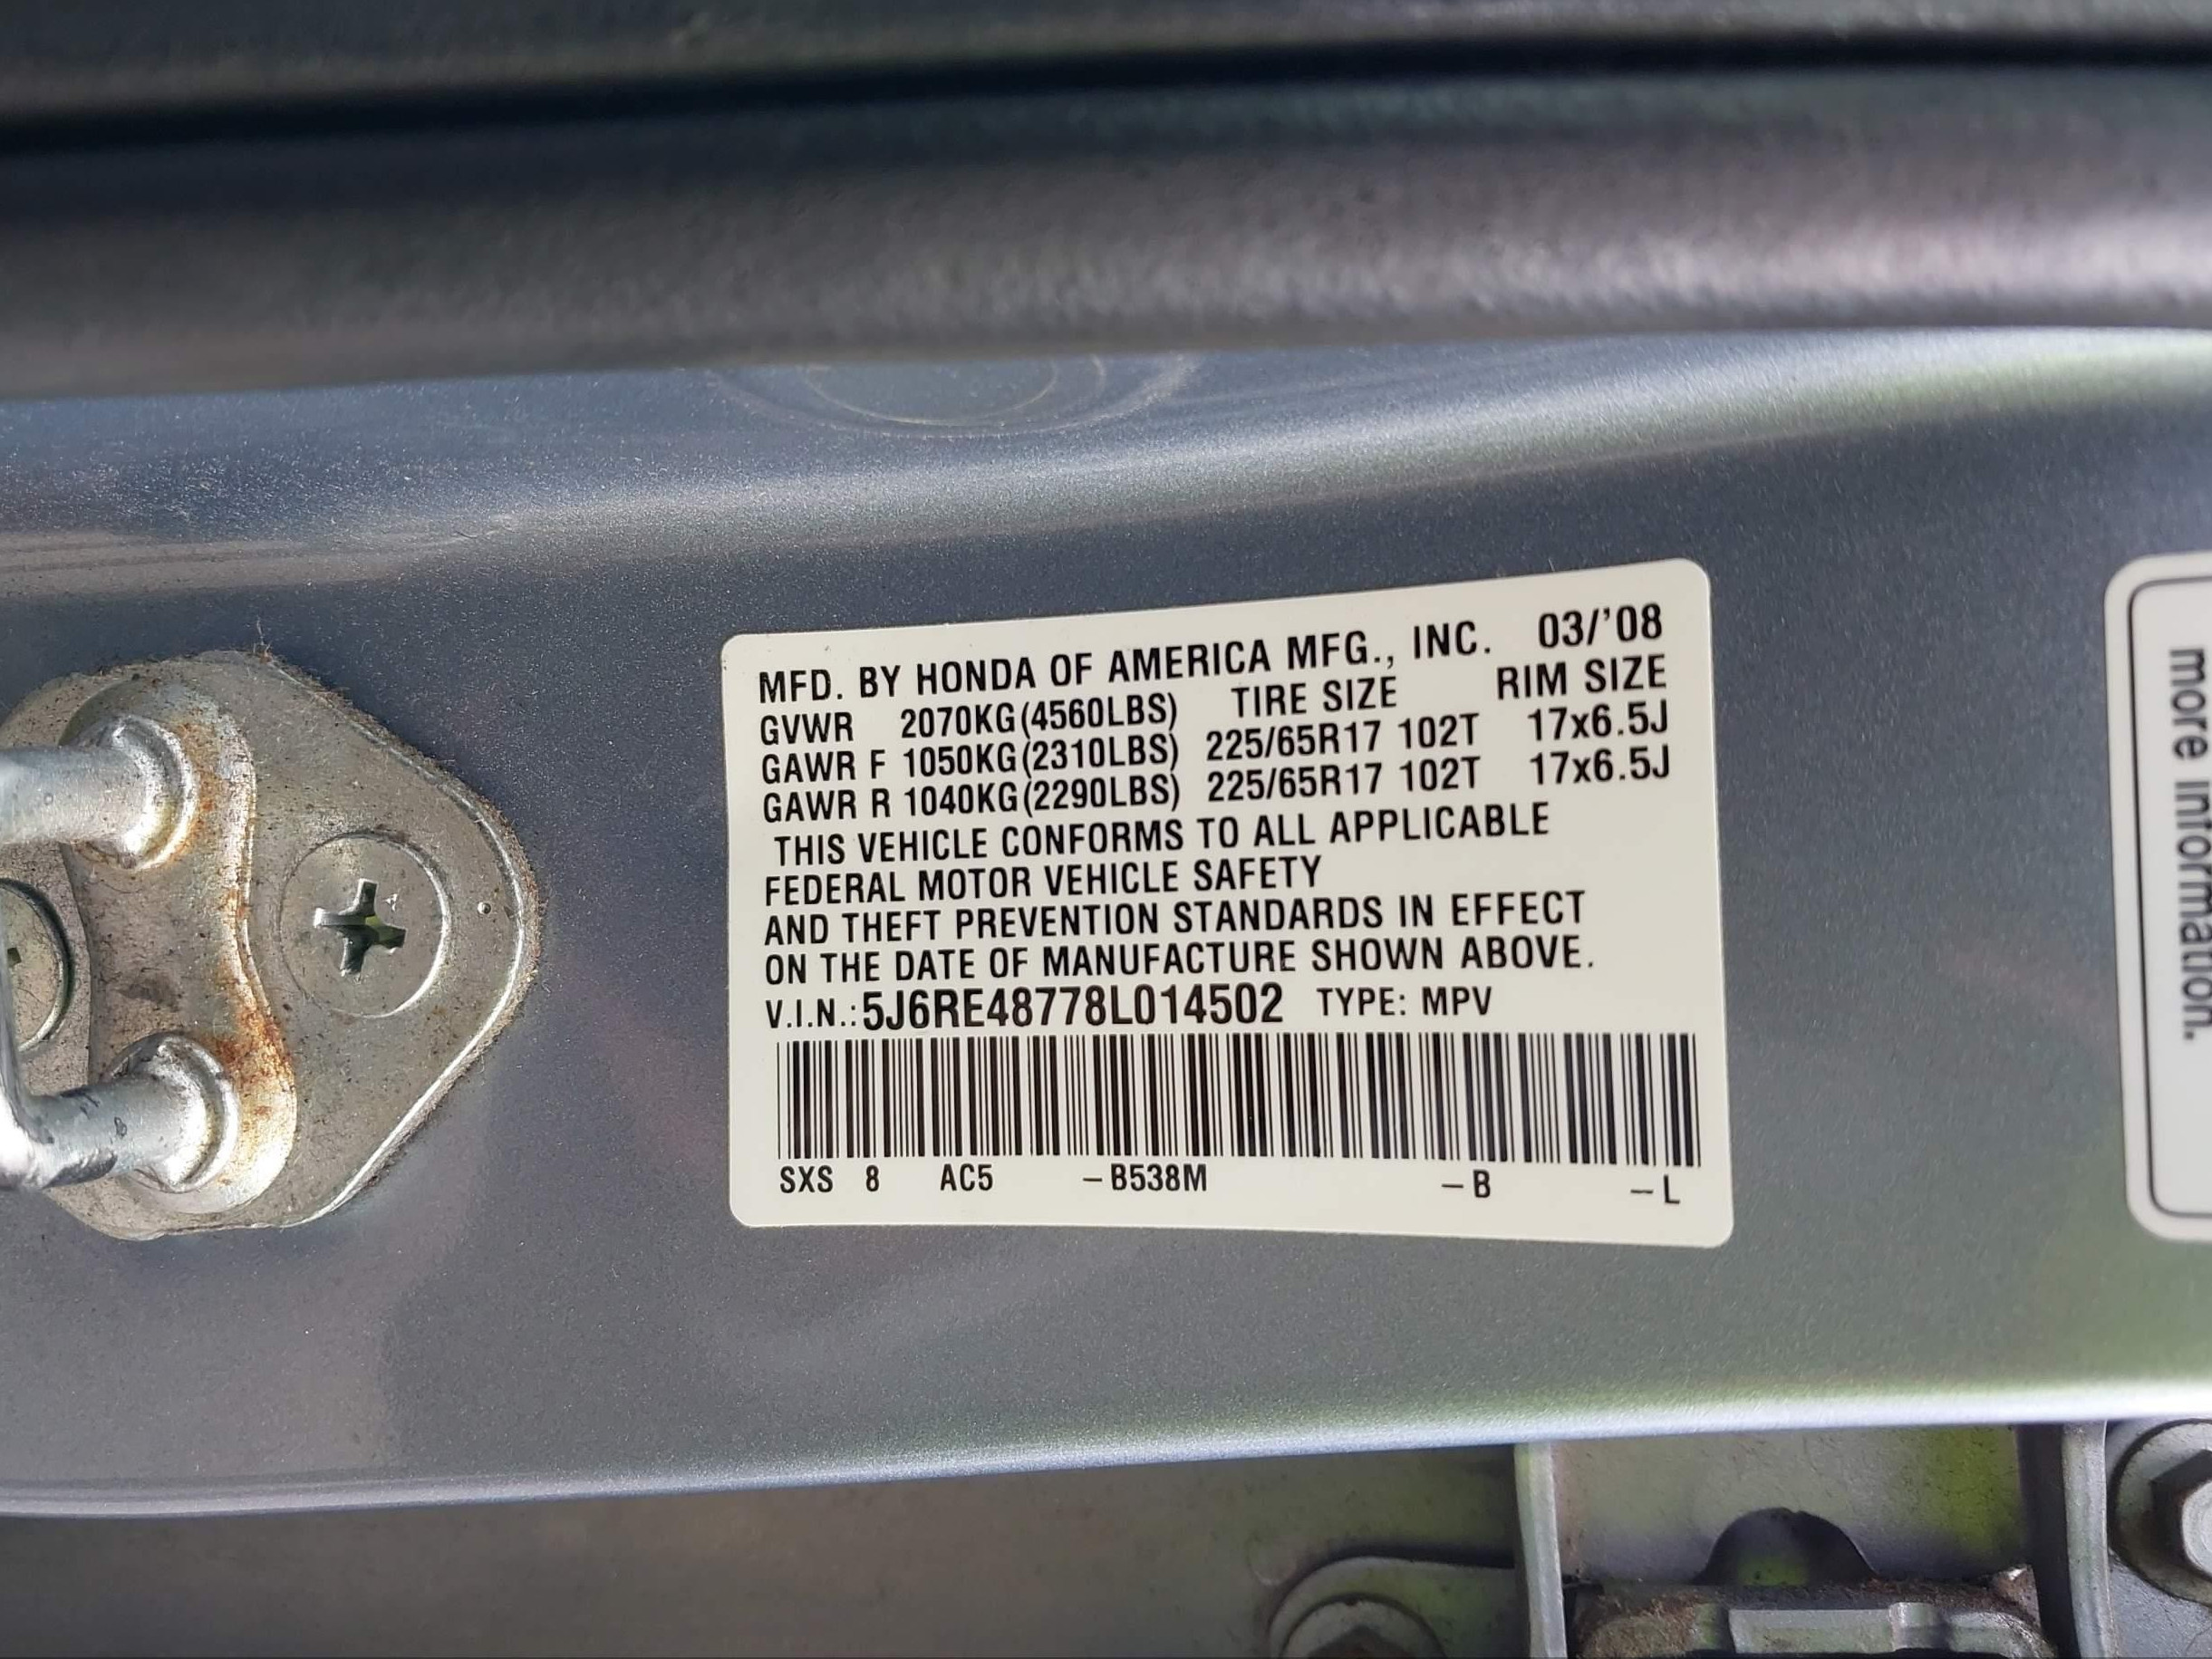 MFD. BY HONDA OF AMERICA MFG., INC. 03/'08
GVWR 2070KG(4560LBS) TIRE SIZE RIM SIZE
GAWR F 1050KG(2310LBS) 225/65R17 102T 17x6.5J
GAWR R 1040KG(2290LBS) 225/65R17 102T 17x6.5J
THIS VEHICLE CONFORMS TO ALL APPLICABLE
FEDERAL MOTOR VEHICLE SAFETY
AND THEFT PREVENTION STANDARDS IN EFFECT
ON THE DATE OF MANUFACTURE SHOWN ABOVE.
V.I.N.: 5J6RE48778L014502 TYPE: MPV
SXS 8 AC5 -B538M -B -L
more information.